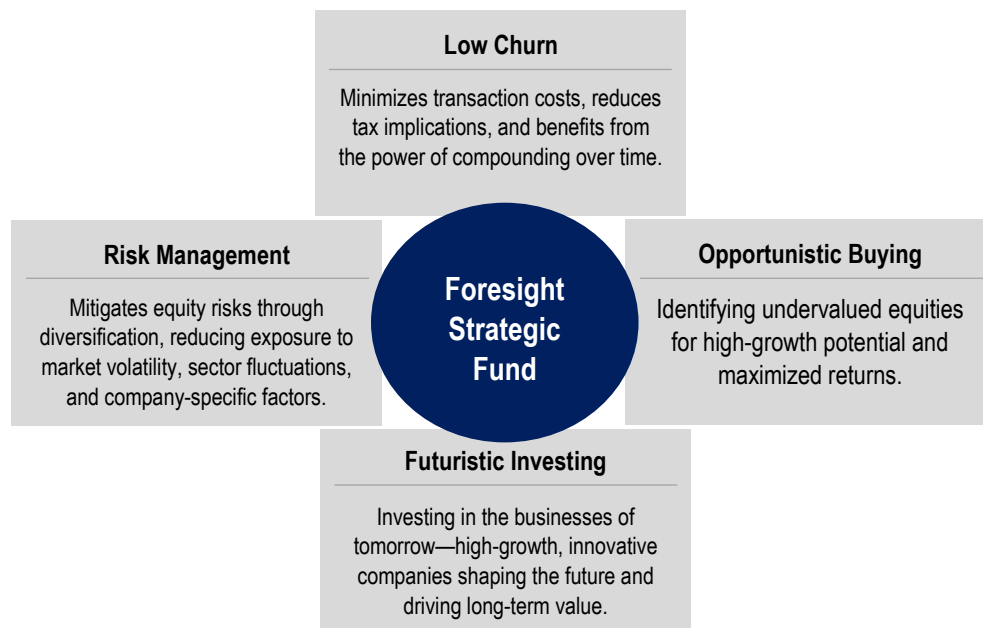 Low Churn
Minimizes transaction costs, reduces
tax implications, and benefits from
the power of compounding over time.
Risk Management
Mitigates equity risks through
diversification, reducing exposure to
market volatility, sector fluctuations,
and company-specific factors.
Foresight
Strategic
Fund
Opportunistic Buying
Identifying undervalued equities
for high-growth potential and
maximized returns.
Futuristic Investing
Investing in the businesses of
tomorrow—high-growth, innovative
companies shaping the future and
driving long-term value.